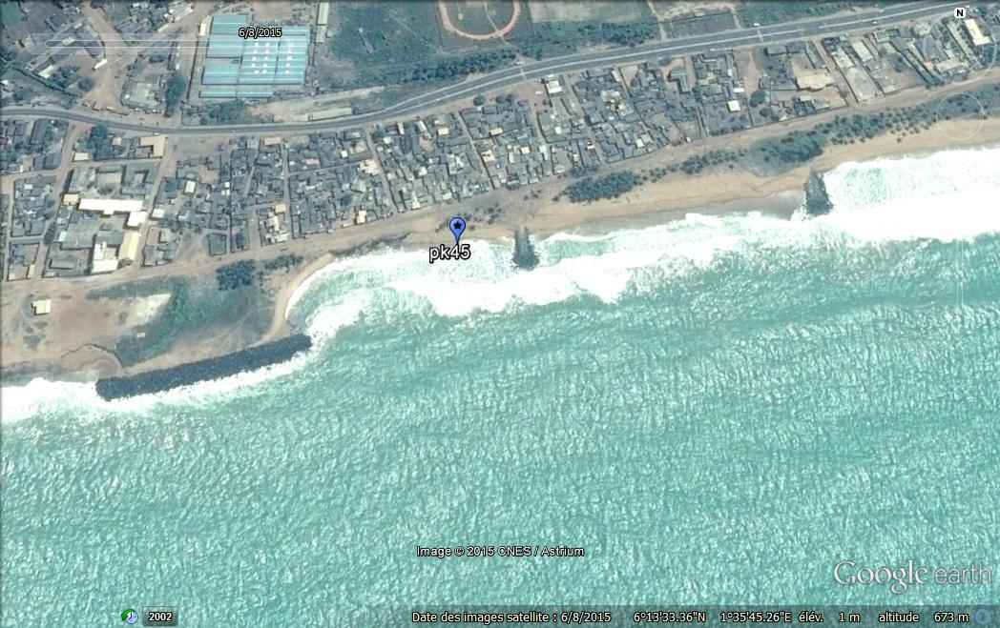 6/8/2015
N
pk45
Image © 2015 CNES / Astrium
Google earth
2002
Date des images satellite : 6/8/2015 6°13'33.36"N 1°35'45.26"E élév. 1 m altitude 673 m